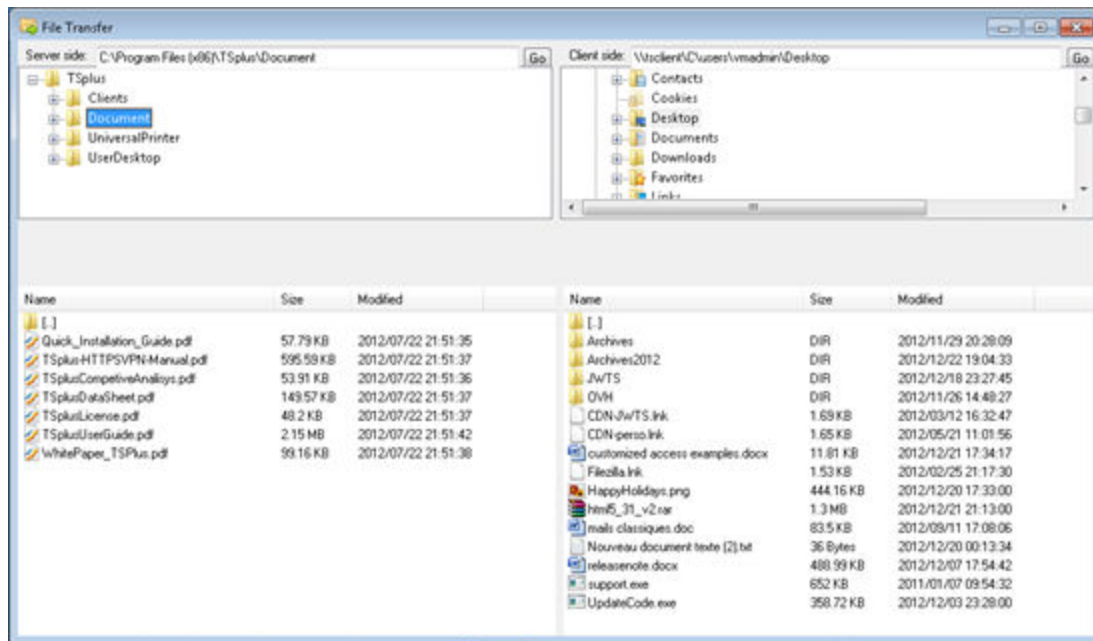 File Transfer
Server side: C:\Program Files (x86)\TSplus\Document Go
TSplus
Clients
Document
UniversalPrinter
UserDesktop
Client side: \\tsclient\C\users\vmadmin\Desktop Go
Contacts
Cookies
Desktop
Documents
Downloads
Favorites
Links
Name Size Modified
[..]
Quick_Installation_Guide.pdf 57.79 KB 2012/07/22 21:51:35
TSplus-HTTPSVPN-Manual.pdf 595.59 KB 2012/07/22 21:51:37
TSplusCompetiveAnalisys.pdf 53.91 KB 2012/07/22 21:51:36
TSplusDataSheet.pdf 149.57 KB 2012/07/22 21:51:37
TSplusLicense.pdf 48.2 KB 2012/07/22 21:51:37
TSplusUserGuide.pdf 2.15 MB 2012/07/22 21:51:42
WhitePaper_TSPlus.pdf 99.16 KB 2012/07/22 21:51:38
Name Size Modified
[..]
Archives DIR 2012/11/29 20:28:09
Archives2012 DIR 2012/12/22 19:04:33
JWTS DIR 2012/12/18 23:27:45
OVH DIR 2012/11/26 14:48:27
CDN-JWTS.lnk 1.69 KB 2012/03/12 16:32:47
CDN-perso.lnk 1.65 KB 2012/05/21 11:01:56
customized access examples.docx 11.81 KB 2012/12/21 17:34:17
Filezilla.lnk 1.53 KB 2012/02/25 21:17:30
HappyHolidays.png 444.16 KB 2012/12/20 17:33:00
html5_31_v2.rar 1.3 MB 2012/12/21 21:13:00
mails classiques.doc 83.5 KB 2012/09/11 17:08:06
Nouveau document texte (2).txt 36 Bytes 2012/12/20 00:13:34
releasenote.docx 488.99 KB 2012/12/07 17:54:42
support.exe 652 KB 2011/01/07 09:54:32
UpdateCode.exe 358.72 KB 2012/12/03 23:28:00